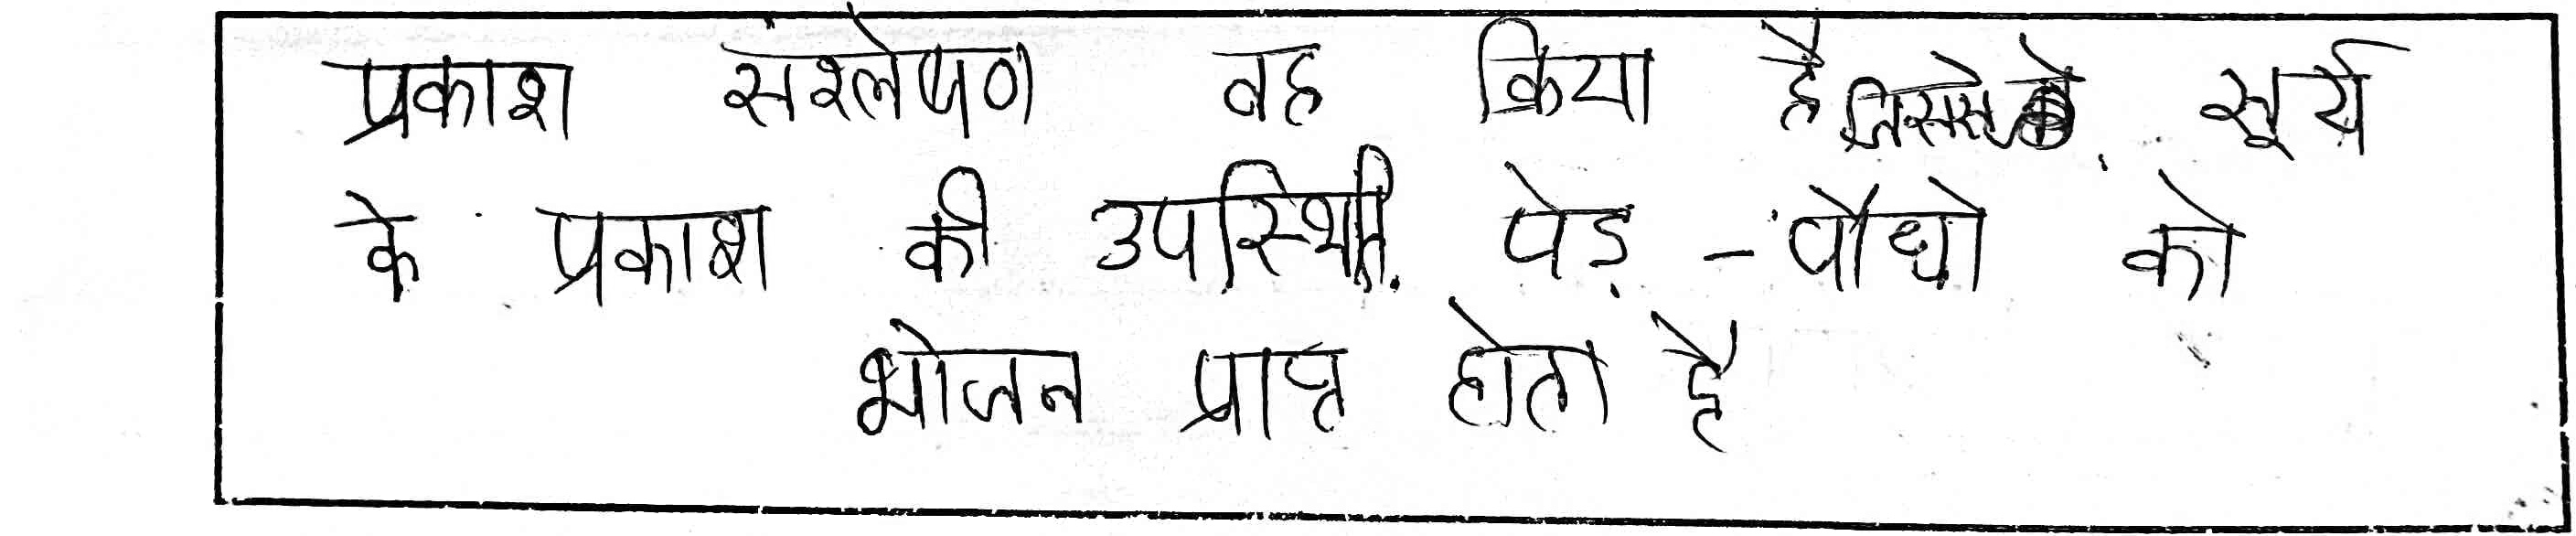 प्रकाश संश्लेषण वह क्रिया है जिससे सूर्य
के प्रकाश की उपस्थिति पेड़ - पौधो को
भोजन प्राप्त होता है